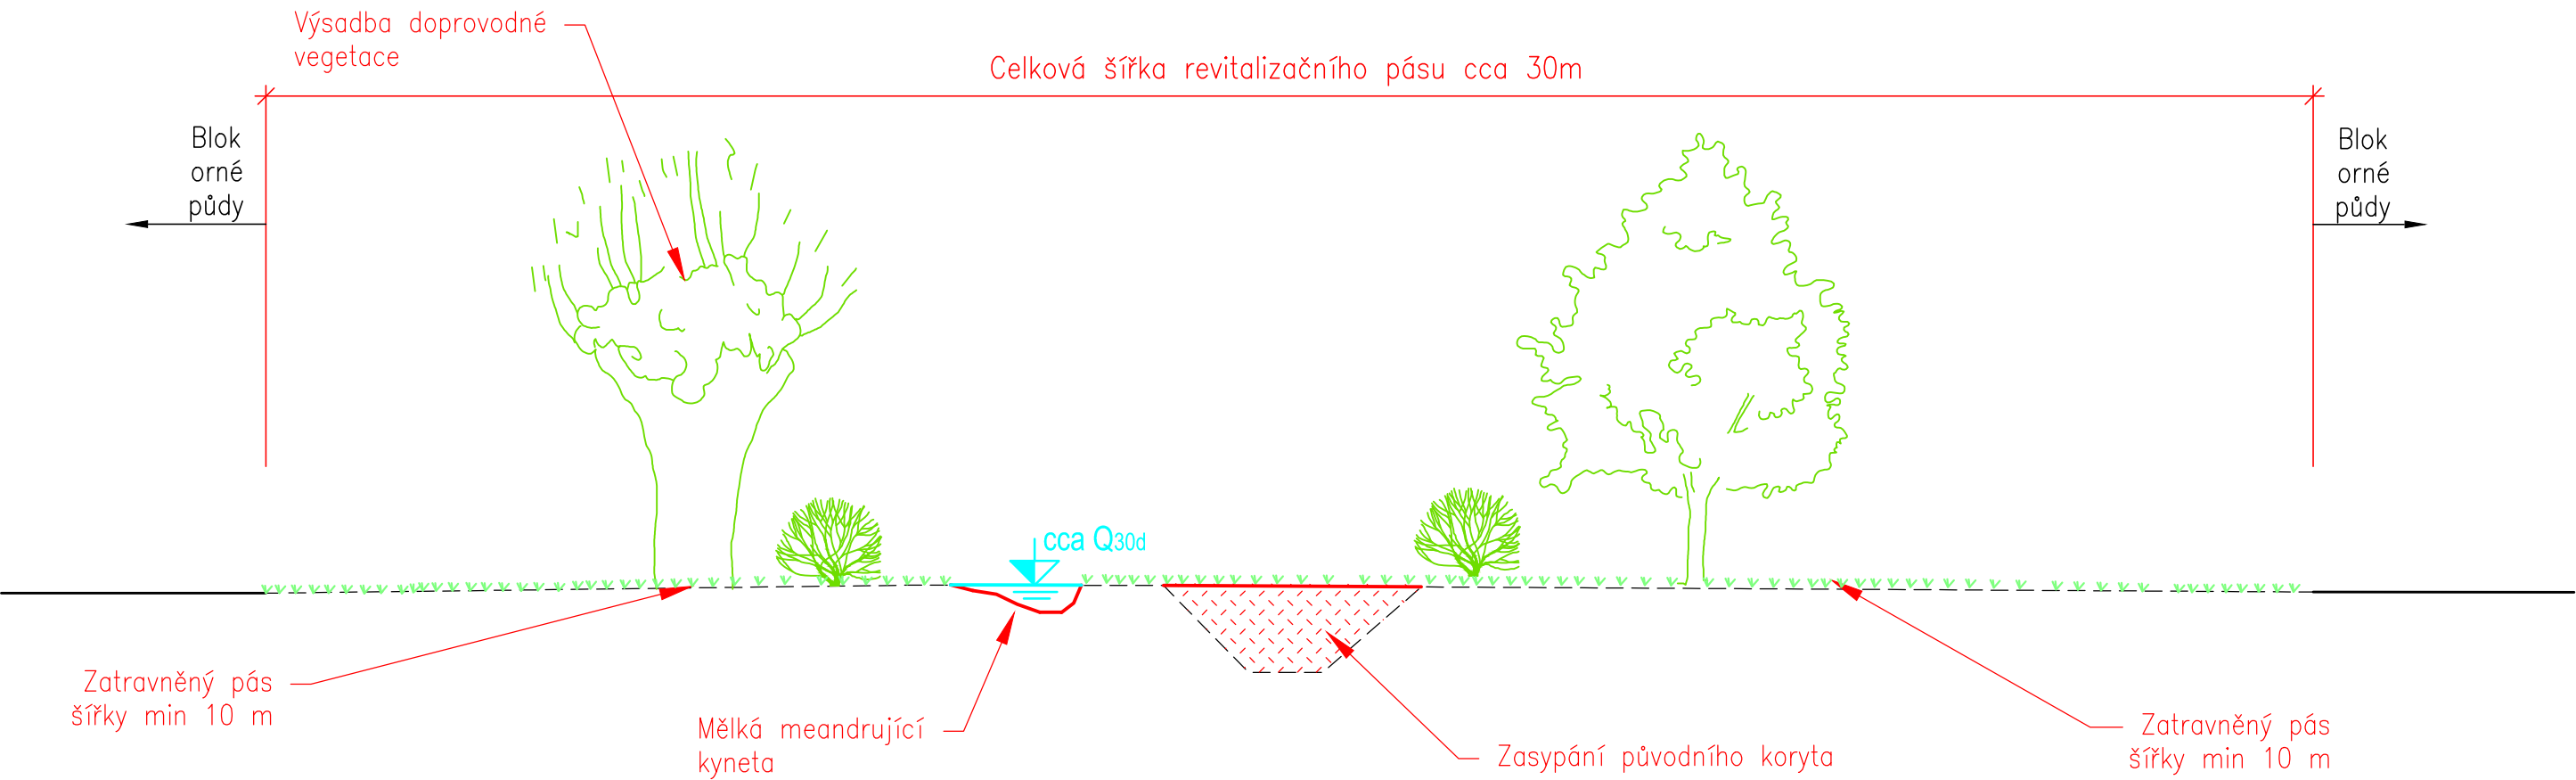 Výsadba doprovodné
vegetace
Celková šířka revitalizačního pásu cca 30m
Blok
orné
půdy
Blok
orné
půdy
cca Q30d
Zatravněný pás
šířky min 10 m
Mělká meandrující
kyneta
Zasypání původního koryta
Zatravněný pás
šířky min 10 m